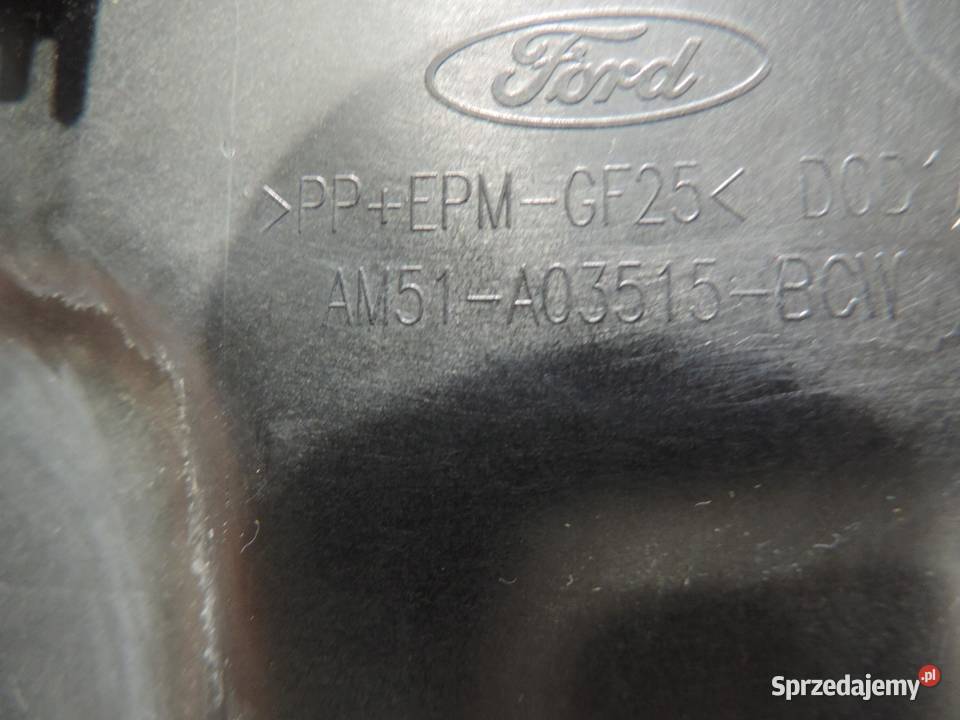 Ford
>PP+EPM-GF25<
AM51-A03515-BCW
Sprzedajemy.pl